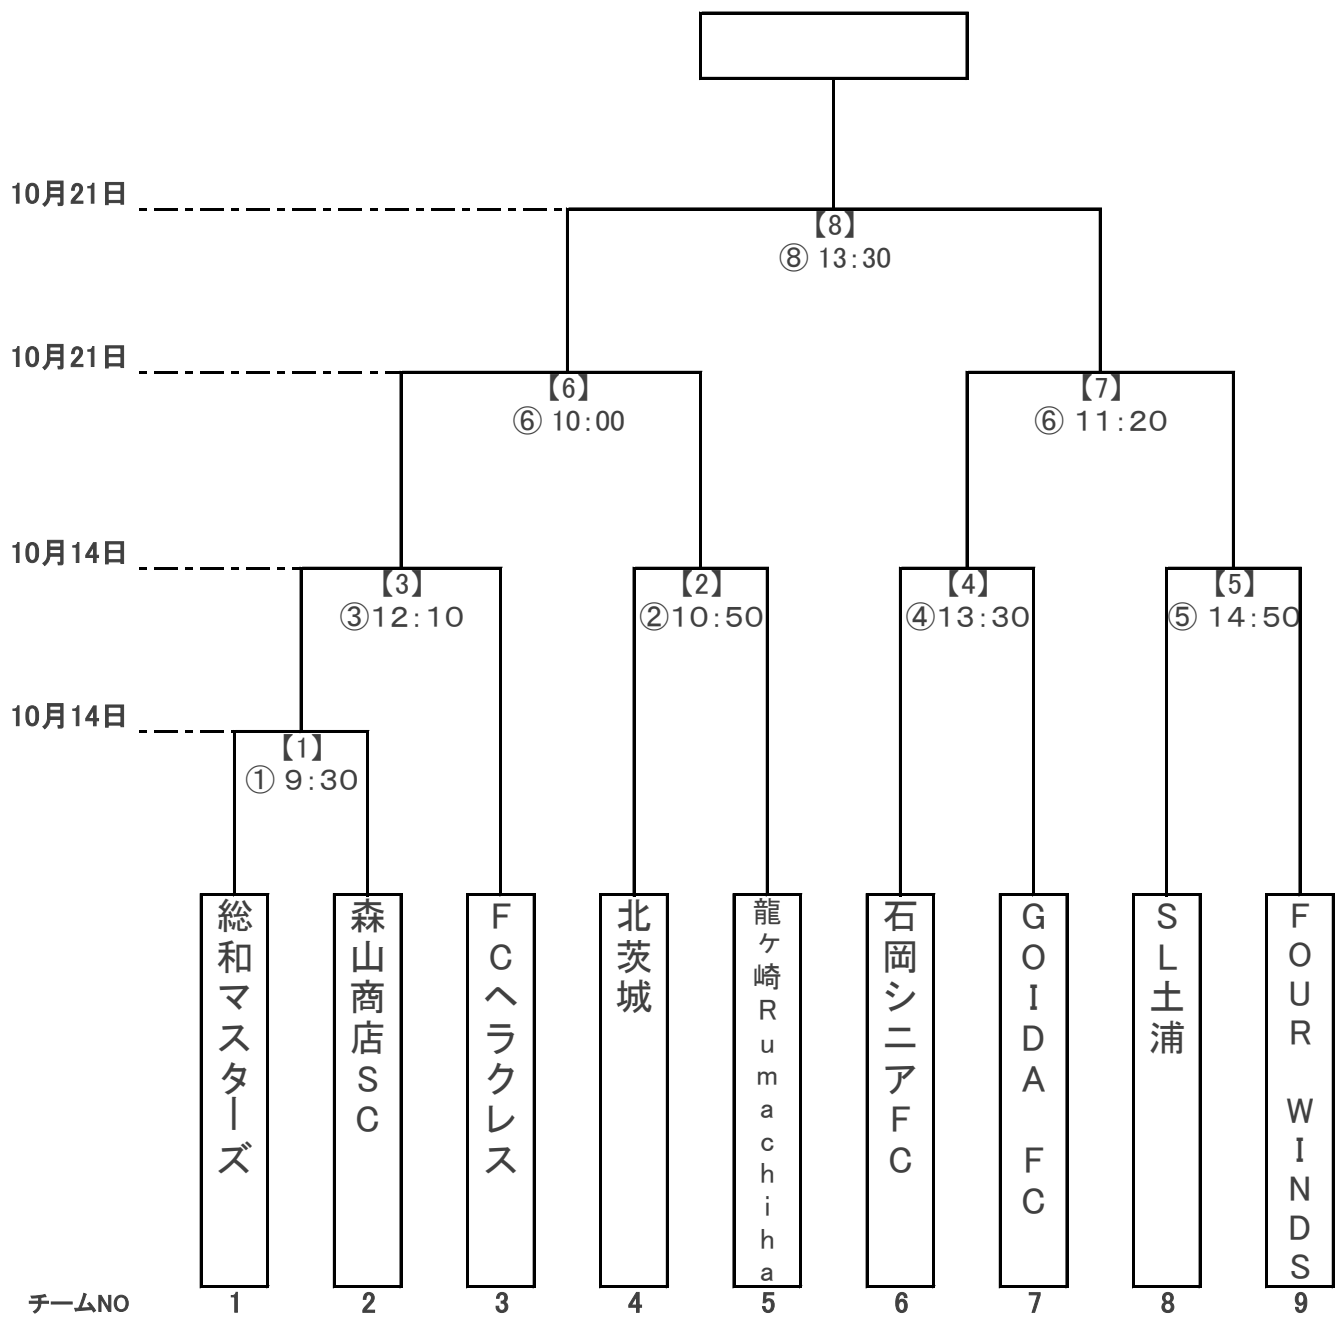 10月21日
【8】
⑧ 13:30
10月21日
【6】
⑥ 10:00
【7】
⑥ 11:20
10月14日
【3】
③12:10
【2】
②10:50
【4】
④13:30
【5】
⑤ 14:50
10月14日
【1】
① 9:30
総和マスターズ
森山商店SC
FCヘラクレス
北茨城
龍ヶ崎Rumachiha
石岡シニアFC
GOIDA FC
SL土浦
FOUR WINDS
チームNO 1 2 3 4 5 6 7 8 9